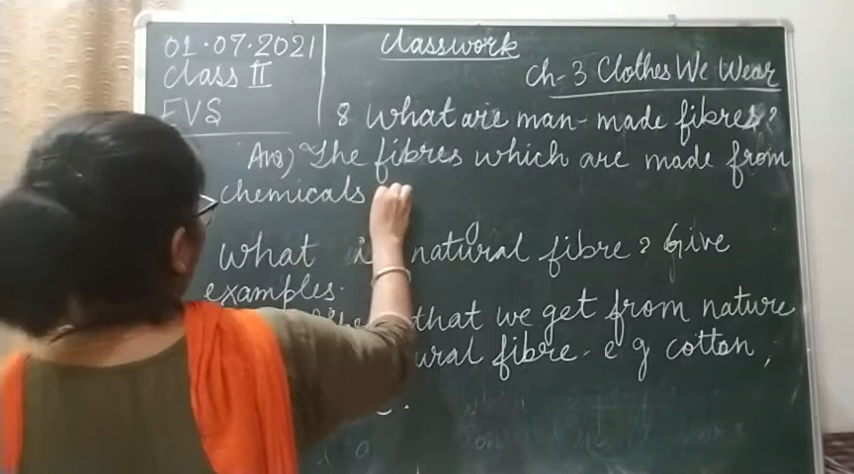 01.07.2021
Class II
EVS
Classwork
Ch-3 Clothes We Wear
8 What are man-made fibres?
Ans) The fibres which are made from
chemicals
What natural fibre? Give
examples.
that we get from nature
fibre. e g cotton,